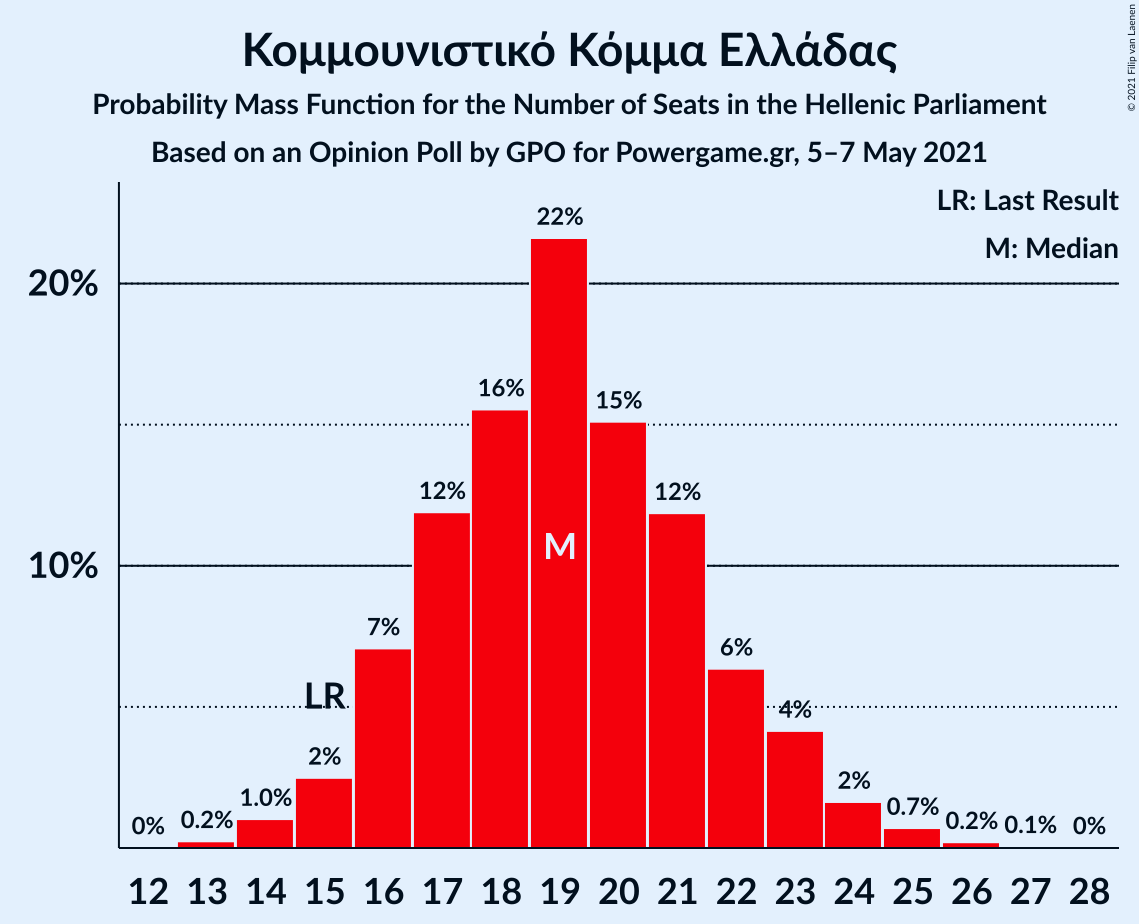 Κομμουνιστικό Κόμμα Ελλάδας
Probability Mass Function for the Number of Seats in the Hellenic Parliament
Based on an Opinion Poll by GPO for Powergame.gr, 5–7 May 2021
© 2021 Filip van Laenen
LR: Last Result
M: Median
20%
10%
0%
0.2%
1.0%
2%
LR
7%
12%
16%
22%
M
15%
12%
6%
4%
2%
0.7%
0.2%
0.1%
0%
12 13 14 15 16 17 18 19 20 21 22 23 24 25 26 27 28